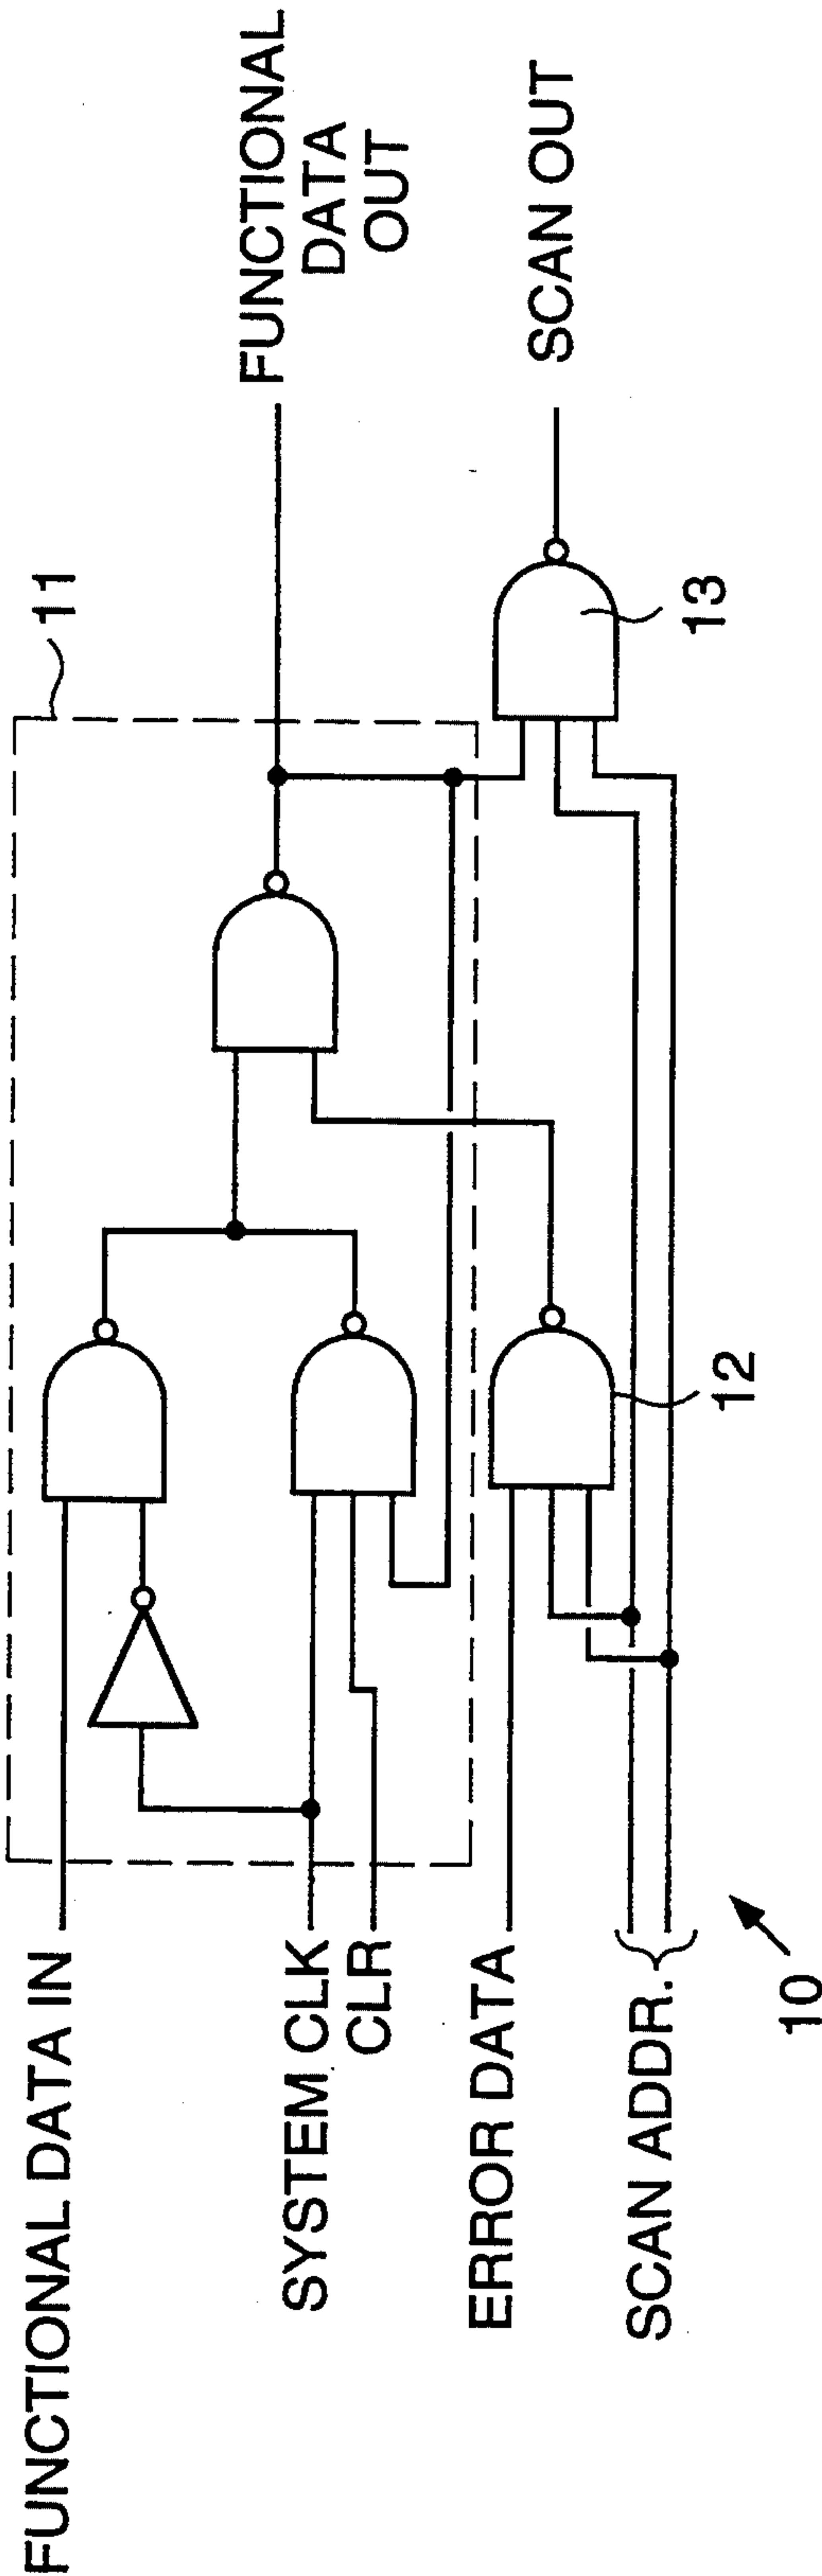 FUNCTIONAL DATA IN
SYSTEM CLK
CLR
ERROR DATA
SCAN ADDR.
10
11
12
13
FUNCTIONAL
DATA
OUT
SCAN OUT